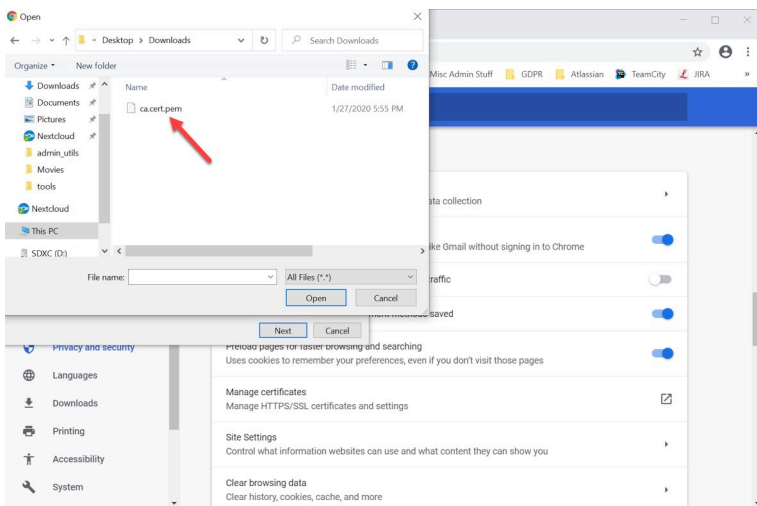 Open
Desktop > Downloads
Search Downloads
Organize
New folder
Downloads
Documents
Pictures
Nextcloud
admin_utils
Movies
tools
Nextcloud
This PC
SDXC (D:)
Name
Date modified
ca.cert.pem
1/27/2020 5:55 PM
File name:
All Files (*.*)
Open
Cancel
Next
Cancel
Misc Admin Stuff
GDPR
Atlassian
TeamCity
JIRA
data collection
like Gmail without signing in to Chrome
traffic
saved
Privacy and security
Languages
Downloads
Printing
Accessibility
System
Preload pages for faster browsing and searching
Uses cookies to remember your preferences, even if you don't visit those pages
Manage certificates
Manage HTTPS/SSL certificates and settings
Site Settings
Control what information websites can use and what content they can show you
Clear browsing data
Clear history, cookies, cache, and more